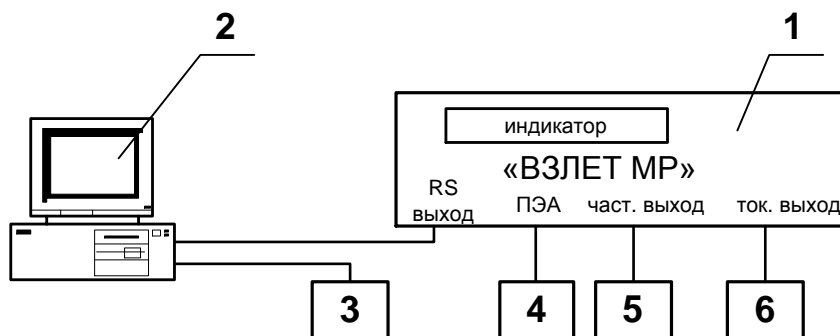 2
1
индикатор
«ВЗЛЕТ МР»
RS
выход
ПЭА
част. выход
ток. выход
3
4
5
6